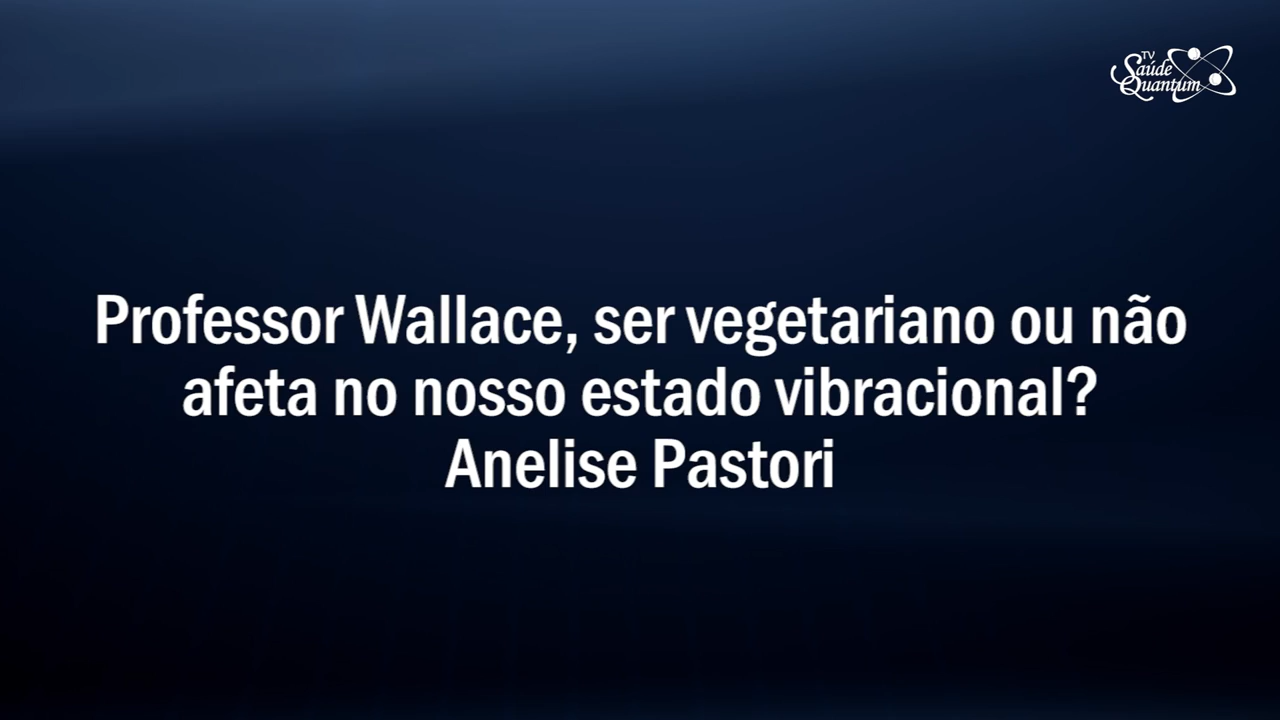 TV
Saúde
Quantum
Professor Wallace, ser vegetariano ou não
afeta no nosso estado vibracional?
Anelise Pastori